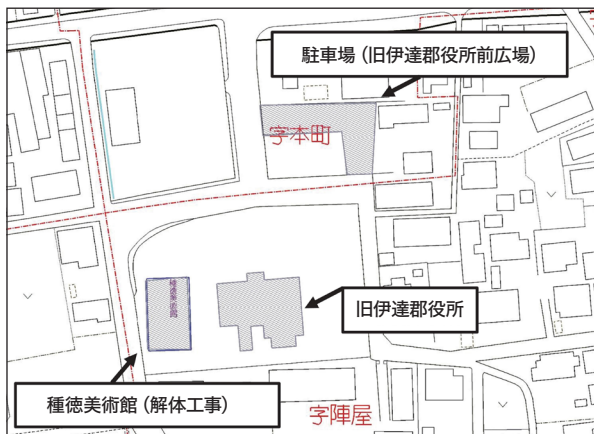 駐車場（旧伊達郡役所前広場）
字本町
種徳美術館
旧伊達郡役所
種徳美術館（解体工事）
字陣屋